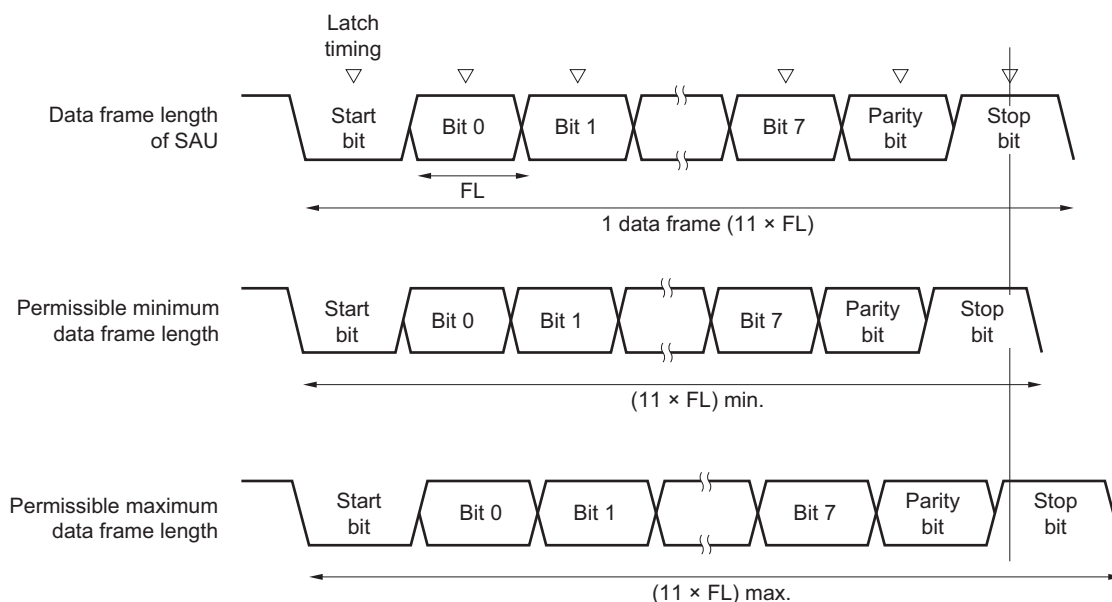 Latch
timing
Data frame length
of SAU
Start
bit
Bit 0
Bit 1
Bit 7
Parity
bit
Stop
bit
FL
1 data frame (11 × FL)
Permissible minimum
data frame length
Start
bit
Bit 0
Bit 1
Bit 7
Parity
bit
Stop
bit
(11 × FL) min.
Permissible maximum
data frame length
Start
bit
Bit 0
Bit 1
Bit 7
Parity
bit
Stop
bit
(11 × FL) max.